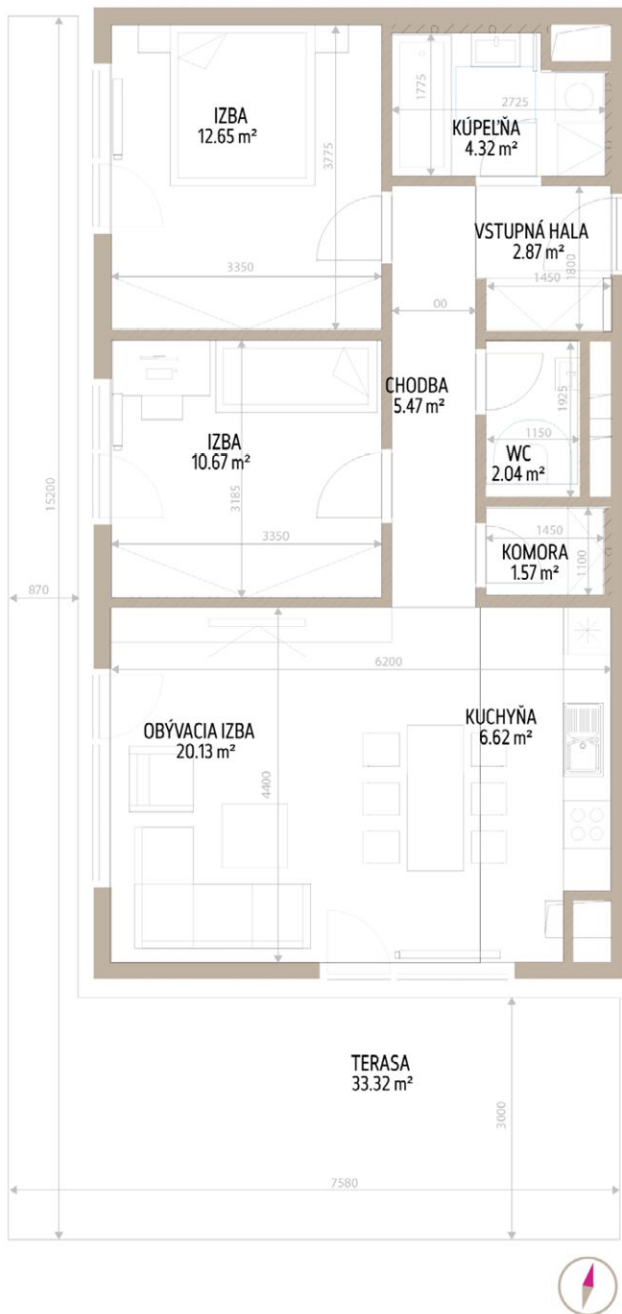 IZBA
12.65 m²
3775
3350
1775
2725
KÚPEĽŇA
4.32 m²
VSTUPNÁ HALA
2.87 m²
1450
1800
00
CHODBA
5.47 m²
IZBA
10.67 m²
3185
3350
1925
1150
WC
2.04 m²
1450
KOMORA
1.57 m²
1100
15200
870
6200
OBÝVACIA IZBA
20.13 m²
KUCHYŇA
6.62 m²
4400
TERASA
33.32 m²
3000
7580